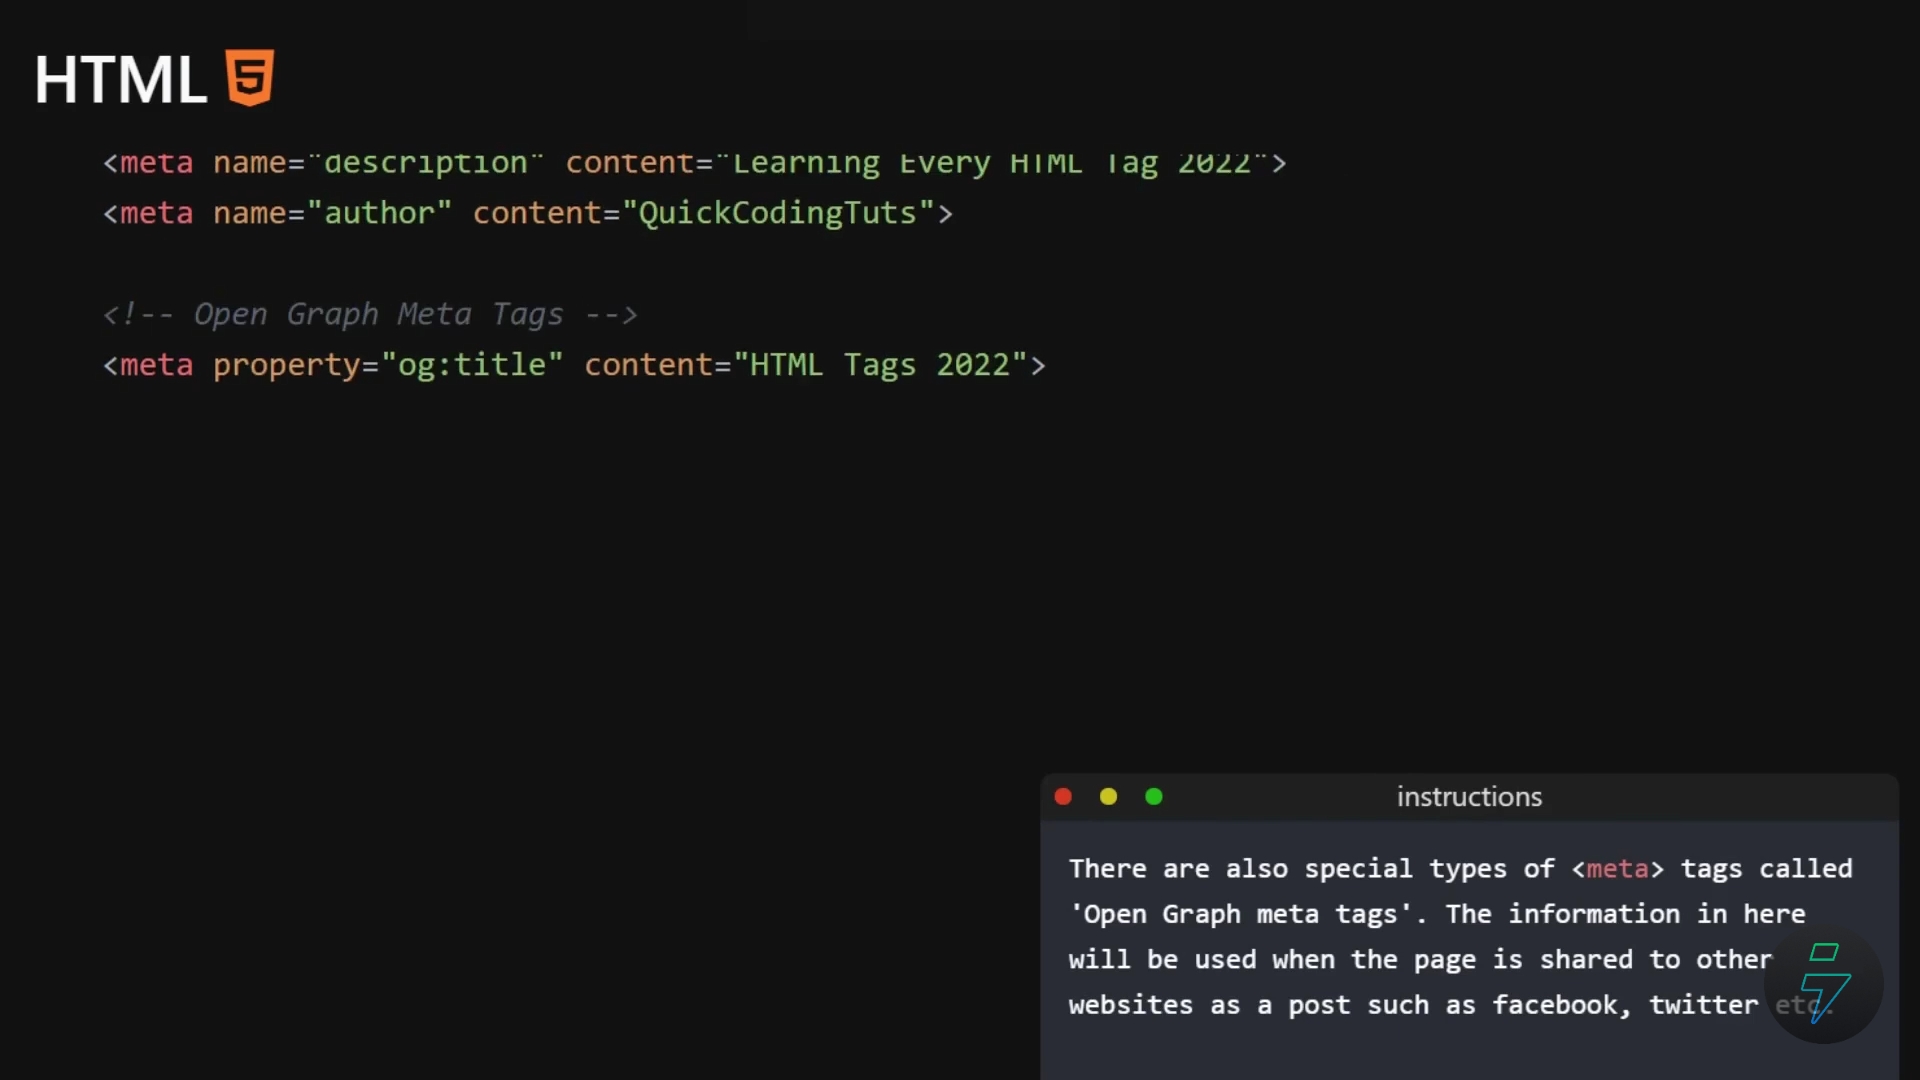 HTML 5
<meta name="description" content="Learning Every HTML Tag 2022">
<meta name="author" content="QuickCodingTuts">
<!-- Open Graph Meta Tags -->
<meta property="og:title" content="HTML Tags 2022">
instructions
There are also special types of <meta> tags called
'Open Graph meta tags'. The information in here
will be used when the page is shared to other
websites as a post such as facebook, twitter etc.